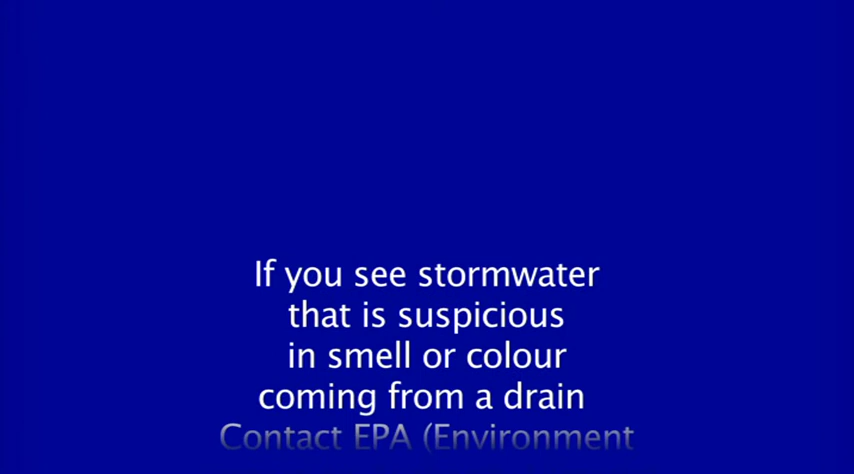 If you see stormwater
that is suspicious
in smell or colour
coming from a drain
Contact EPA (Environment